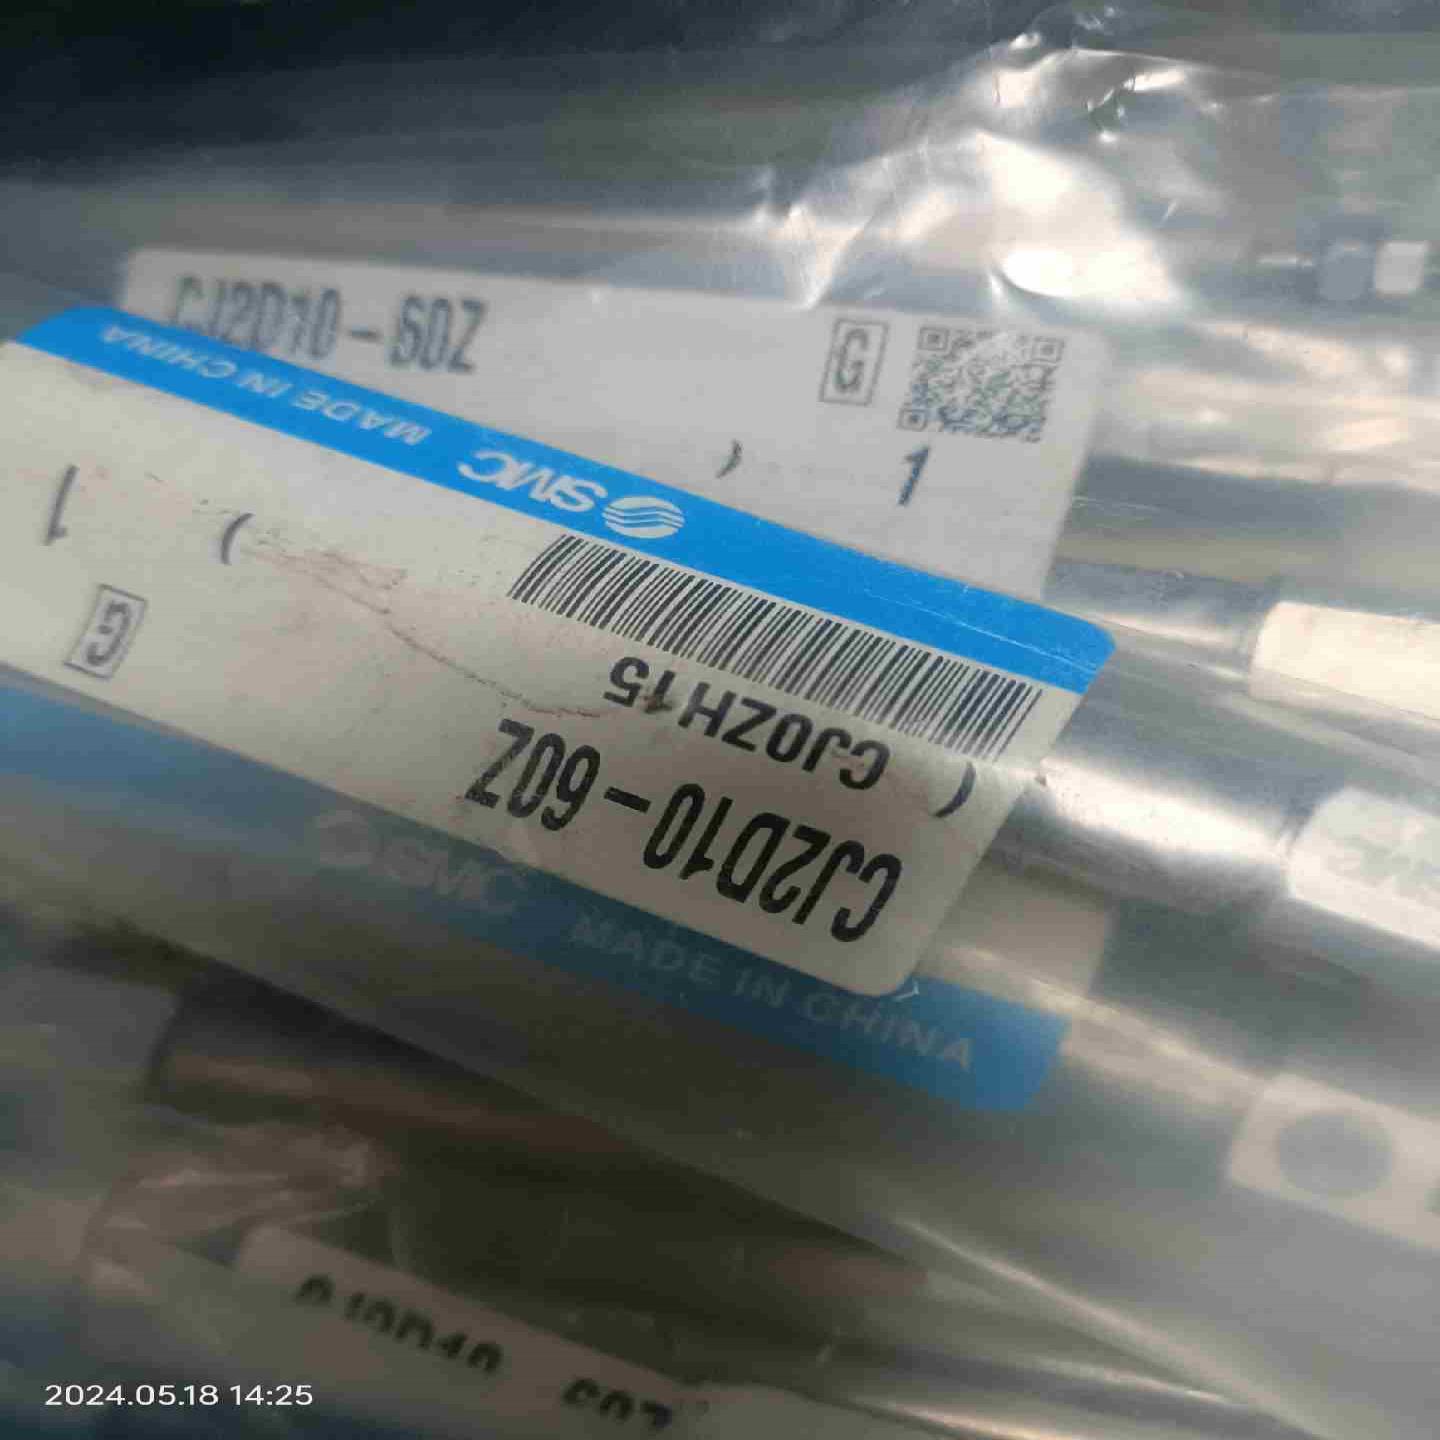 CJ2D10-60Z
G
1
MADE IN CHINA
SMC
1
G
CJ0ZH15
CJ2D10-60Z
SMC
MADE IN CHINA
2024.05.18 14:25